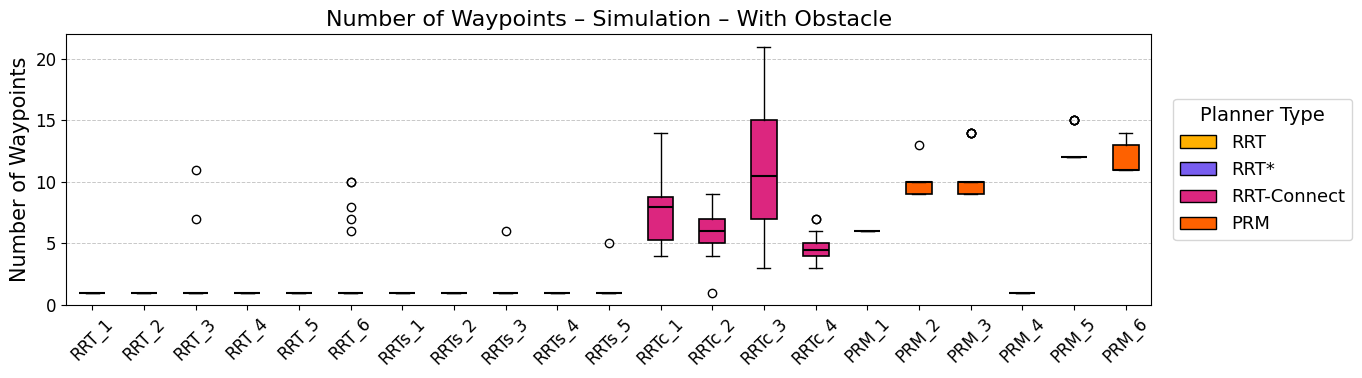 Number of Waypoints – Simulation – With Obstacle
Number of Waypoints
20
15
10
5
0
RRT_1
RRT_2
RRT_3
RRT_4
RRT_5
RRT_6
RRTs_1
RRTs_2
RRTs_3
RRTs_4
RRTs_5
RRTc_1
RRTc_2
RRTc_3
RRTc_4
PRM_1
PRM_2
PRM_3
PRM_4
PRM_5
PRM_6
Planner Type
RRT
RRT*
RRT-Connect
PRM